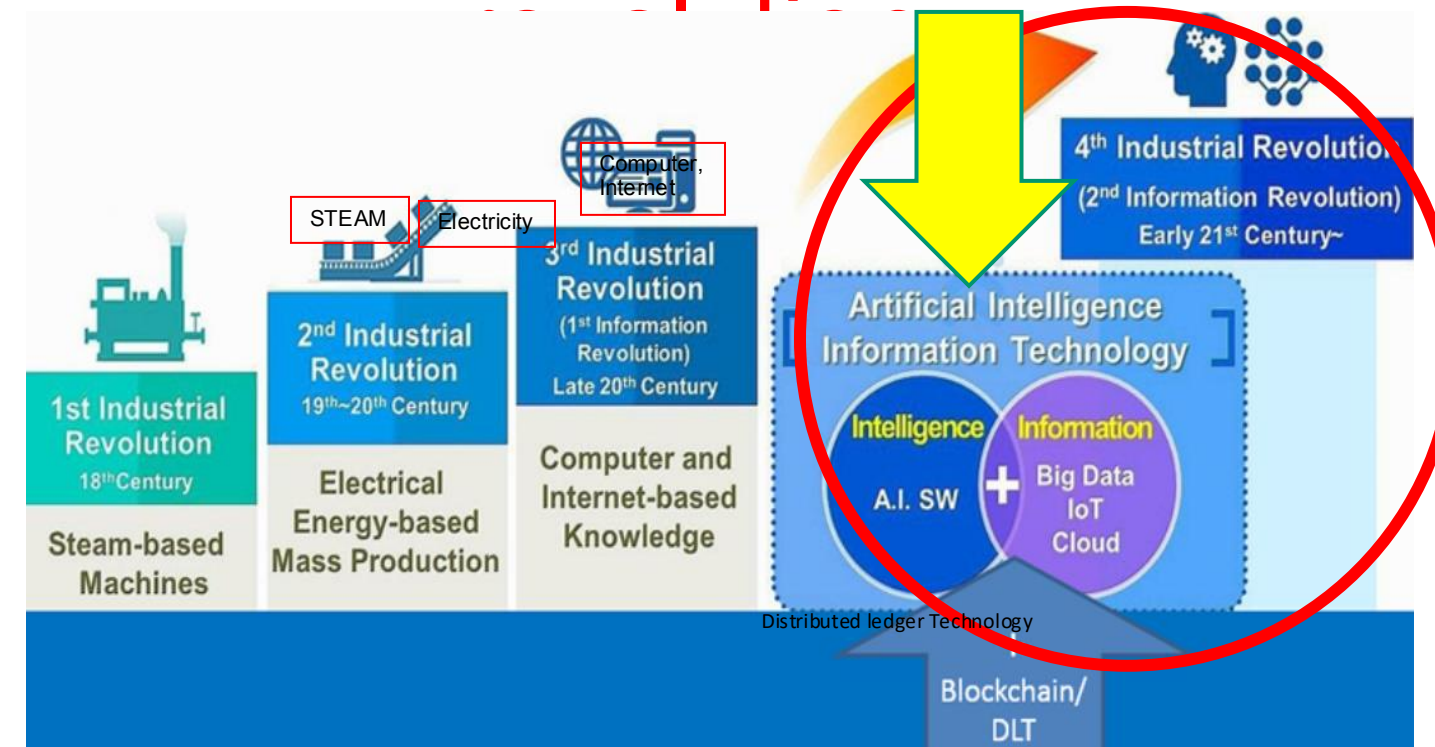 STEAM
Electricity
Computer,
Internet
1st Industrial
Revolution
18thCentury
Steam-based
Machines
2nd Industrial
Revolution
19th~20th Century
Electrical
Energy-based
Mass Production
3rd Industrial
Revolution
(1st Information
Revolution)
Late 20th Century
Computer and
Internet-based
Knowledge
Artificial Intelligence
Information Technology
Intelligence
A.I. SW
+
Information
Big Data
IoT
Cloud
4th Industrial Revolution
(2nd Information Revolution)
Early 21st Century~
Distributed ledger Technology
Blockchain/
DLT